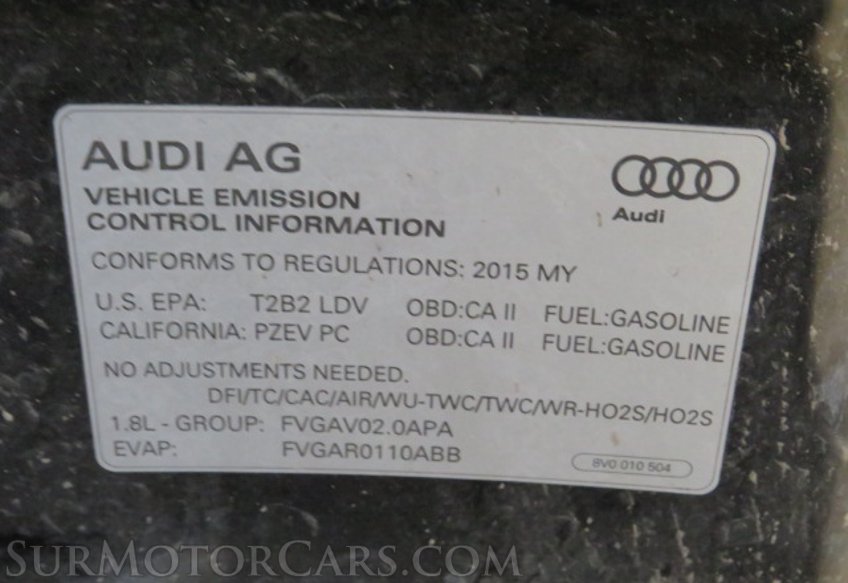 AUDI AG
Audi
VEHICLE EMISSION
CONTROL INFORMATION
CONFORMS TO REGULATIONS: 2015 MY
U.S. EPA: T2B2 LDV OBD:CA II FUEL:GASOLINE
CALIFORNIA: PZEV PC OBD:CA II FUEL:GASOLINE
NO ADJUSTMENTS NEEDED.
DFI/TC/CAC/AIR/WU-TWC/TWC/WR-HO2S/HO2S
1.8L - GROUP: FVGAV02.0APA
EVAP: FVGAR0110ABB
8V0 010 504
SURMOTORCARS.COM